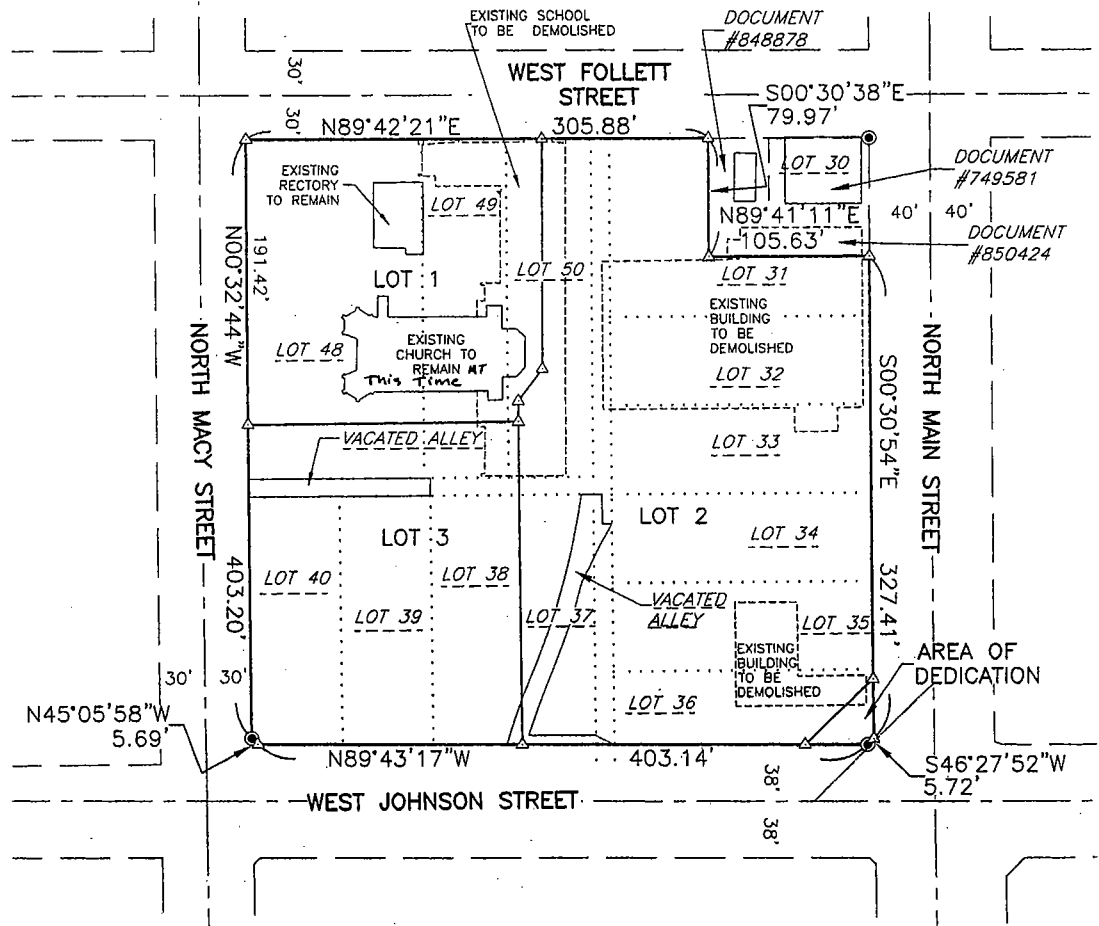 EXISTING SCHOOL
TO BE DEMOLISHED
DOCUMENT
#848878
WEST FOLLETT
STREET
30'
30'
S00°30'38"E
79.97'
N89°42'21"E
305.88'
LOT 30
DOCUMENT
#749581
EXISTING
RECTORY
TO REMAIN
LOT 49
N89°41'11"E
105.63'
40'
40'
DOCUMENT
#850424
N00°32'44"W
191.42'
LOT 1
LOT 50
LOT 31
EXISTING
BUILDING
TO BE
DEMOLISHED
LOT 48
EXISTING
CHURCH TO
REMAIN AT
This Time
LOT 32
NORTH MACY STREET
NORTH MAIN STREET
S00°30'54"E
VACATED ALLEY
LOT 33
LOT 2
LOT 3
LOT 34
403.20'
LOT 40
LOT 38
327.41'
LOT 39
LOT 37
VACATED
ALLEY
LOT 35
EXISTING
BUILDING
TO BE
DEMOLISHED
AREA OF
DEDICATION
30'
30'
LOT 36
N45°05'58"W
5.69'
N89°43'17"W
403.14'
S46°27'52"W
5.72'
38'
WEST JOHNSON STREET
38'